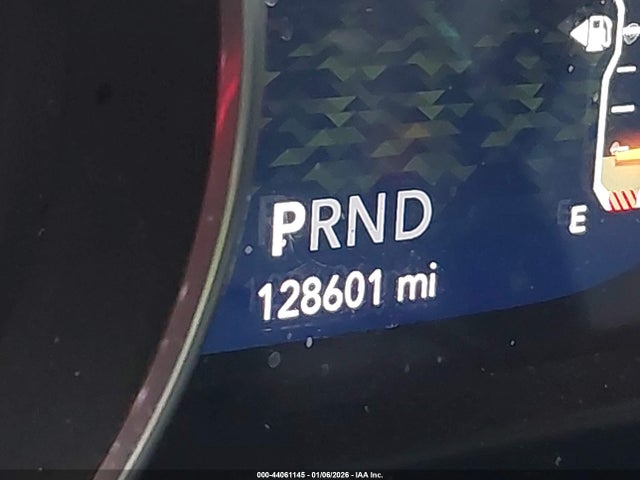 PRND
E
128601 mi
000-44061145 - 01/06/2026 - IAA Inc.